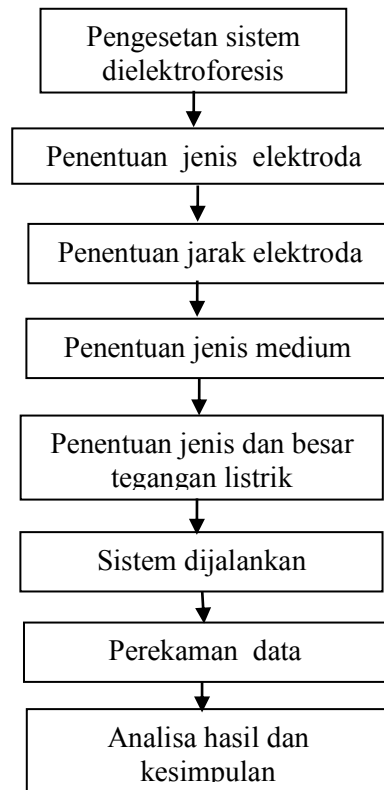 Pengesetan sistem
dielektroforesis
Penentuan jenis elektroda
Penentuan jarak elektroda
Penentuan jenis medium
Penentuan jenis dan besar
tegangan listrik
Sistem dijalankan
Perekaman data
Analisa hasil dan
kesimpulan